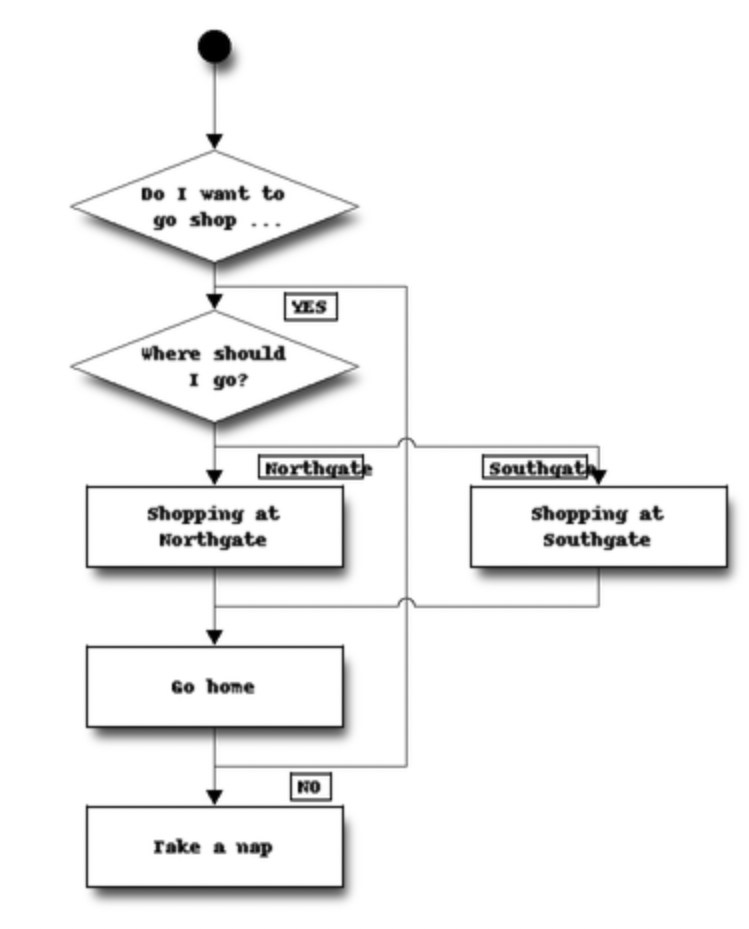 Do I want to
go shop ...
YES
Where should
I go?
Northgate
Southgate
Shopping at
Northgate
Shopping at
Southgate
Go home
NO
Take a nap